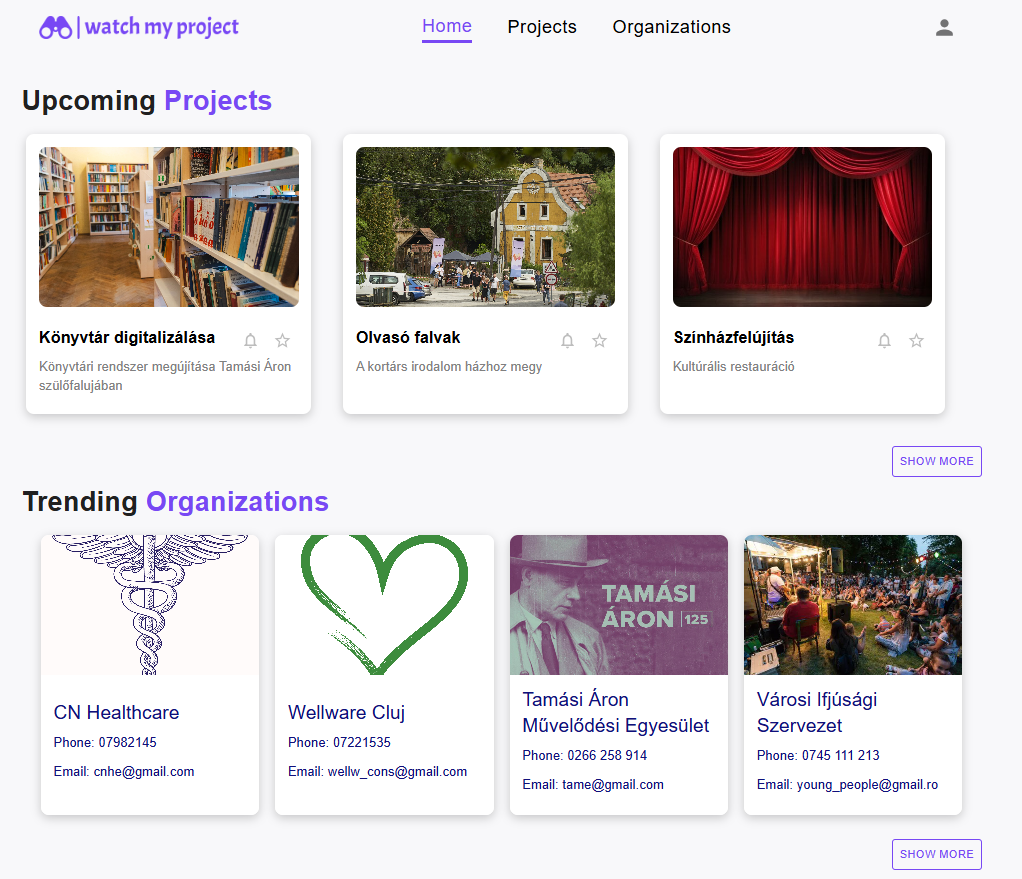 watch my project
Home
Projects
Organizations
Upcoming Projects
Könyvtár digitalizálása
Könyvtári rendszer megújítása Tamási Áron
szülőfalujában
Olvasó falvak
A kortárs irodalom házhoz megy
Színházfelújítás
Kultúrális restauráció
SHOW MORE
Trending Organizations
CN Healthcare
Phone: 07982145
Email: cnhe@gmail.com
Wellware Cluj
Phone: 07221535
Email: wellw_cons@gmail.com
TAMÁSI
ÁRON 125
Tamási Áron
Művelődési Egyesület
Phone: 0266 258 914
Email: tame@gmail.com
Városi Ifjúsági
Szervezet
Phone: 0745 111 213
Email: young_people@gmail.ro
SHOW MORE